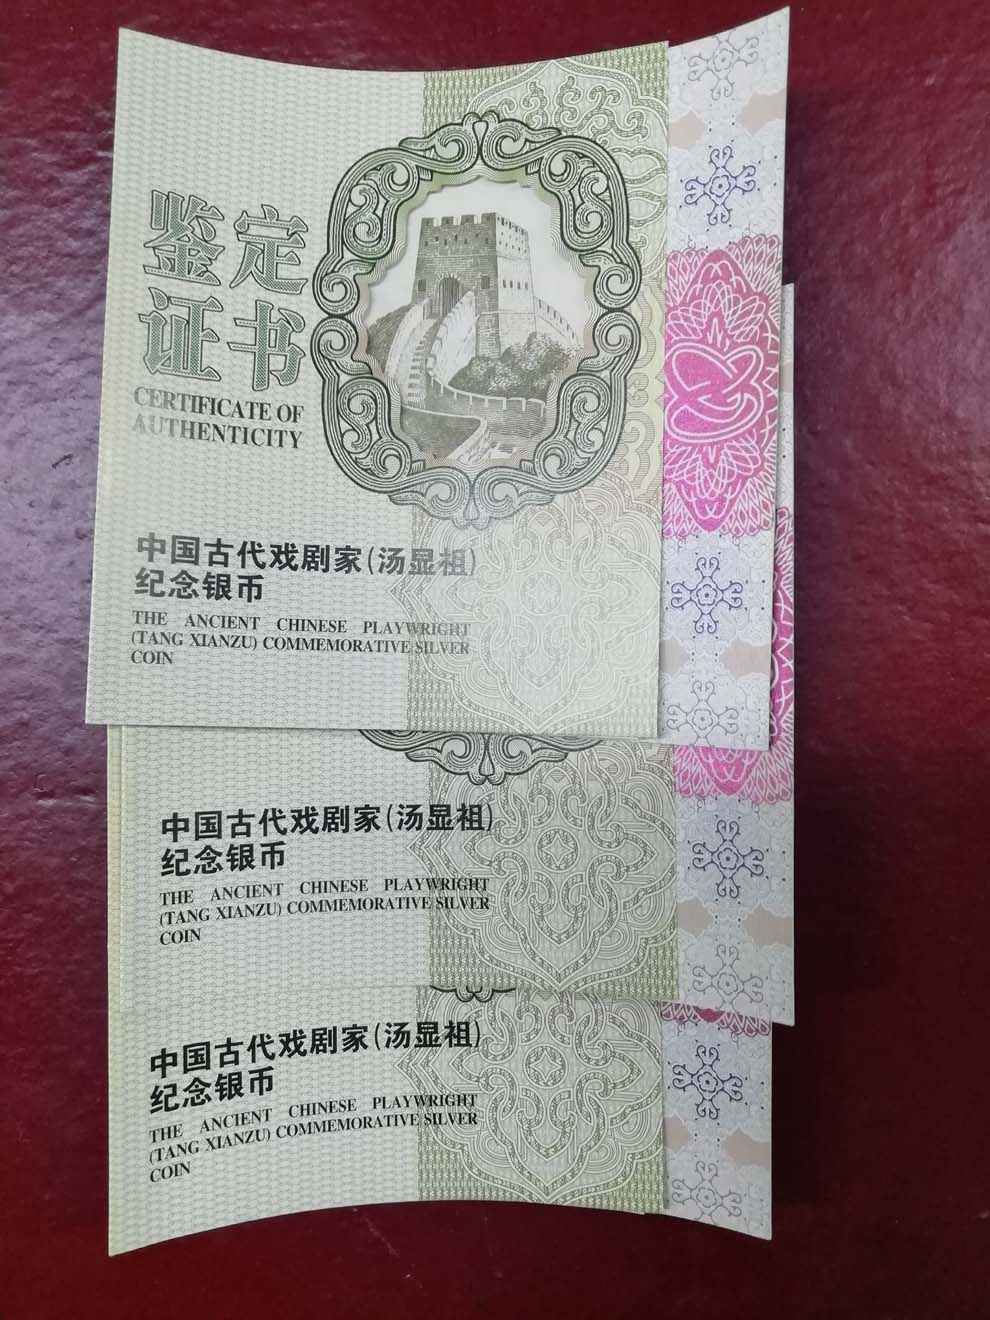 鉴定
证书
CERTIFICATE OF
AUTHENTICITY
中国古代戏剧家(汤显祖)
纪念银币
THE ANCIENT CHINESE PLAYWRIGHT
(TANG XIANZU) COMMEMORATIVE SILVER
COIN
中国古代戏剧家(汤显祖)
纪念银币
THE ANCIENT CHINESE PLAYWRIGHT
(TANG XIANZU) COMMEMORATIVE SILVER
COIN
中国古代戏剧家(汤显祖)
纪念银币
THE ANCIENT CHINESE PLAYWRIGHT
(TANG XIANZU) COMMEMORATIVE SILVER
COIN